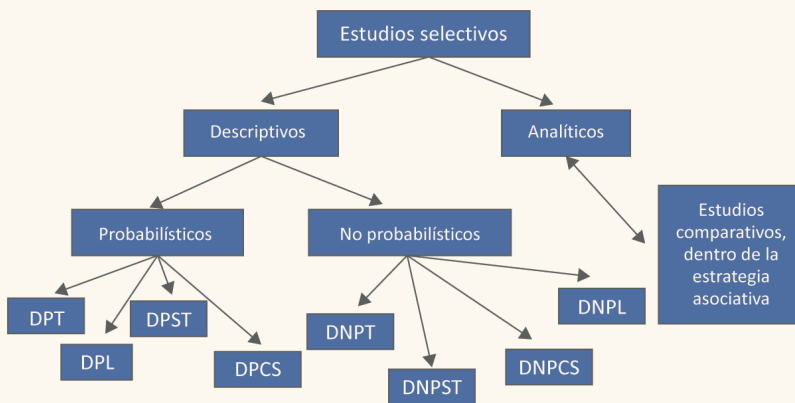 Estudios selectivos
Descriptivos
Analíticos
Probabilísticos
No probabilísticos
Estudios
comparativos,
dentro de la
estrategia
asociativa
DPT
DPST
DPL
DPCS
DNPT
DNPST
DNPCS
DNPL